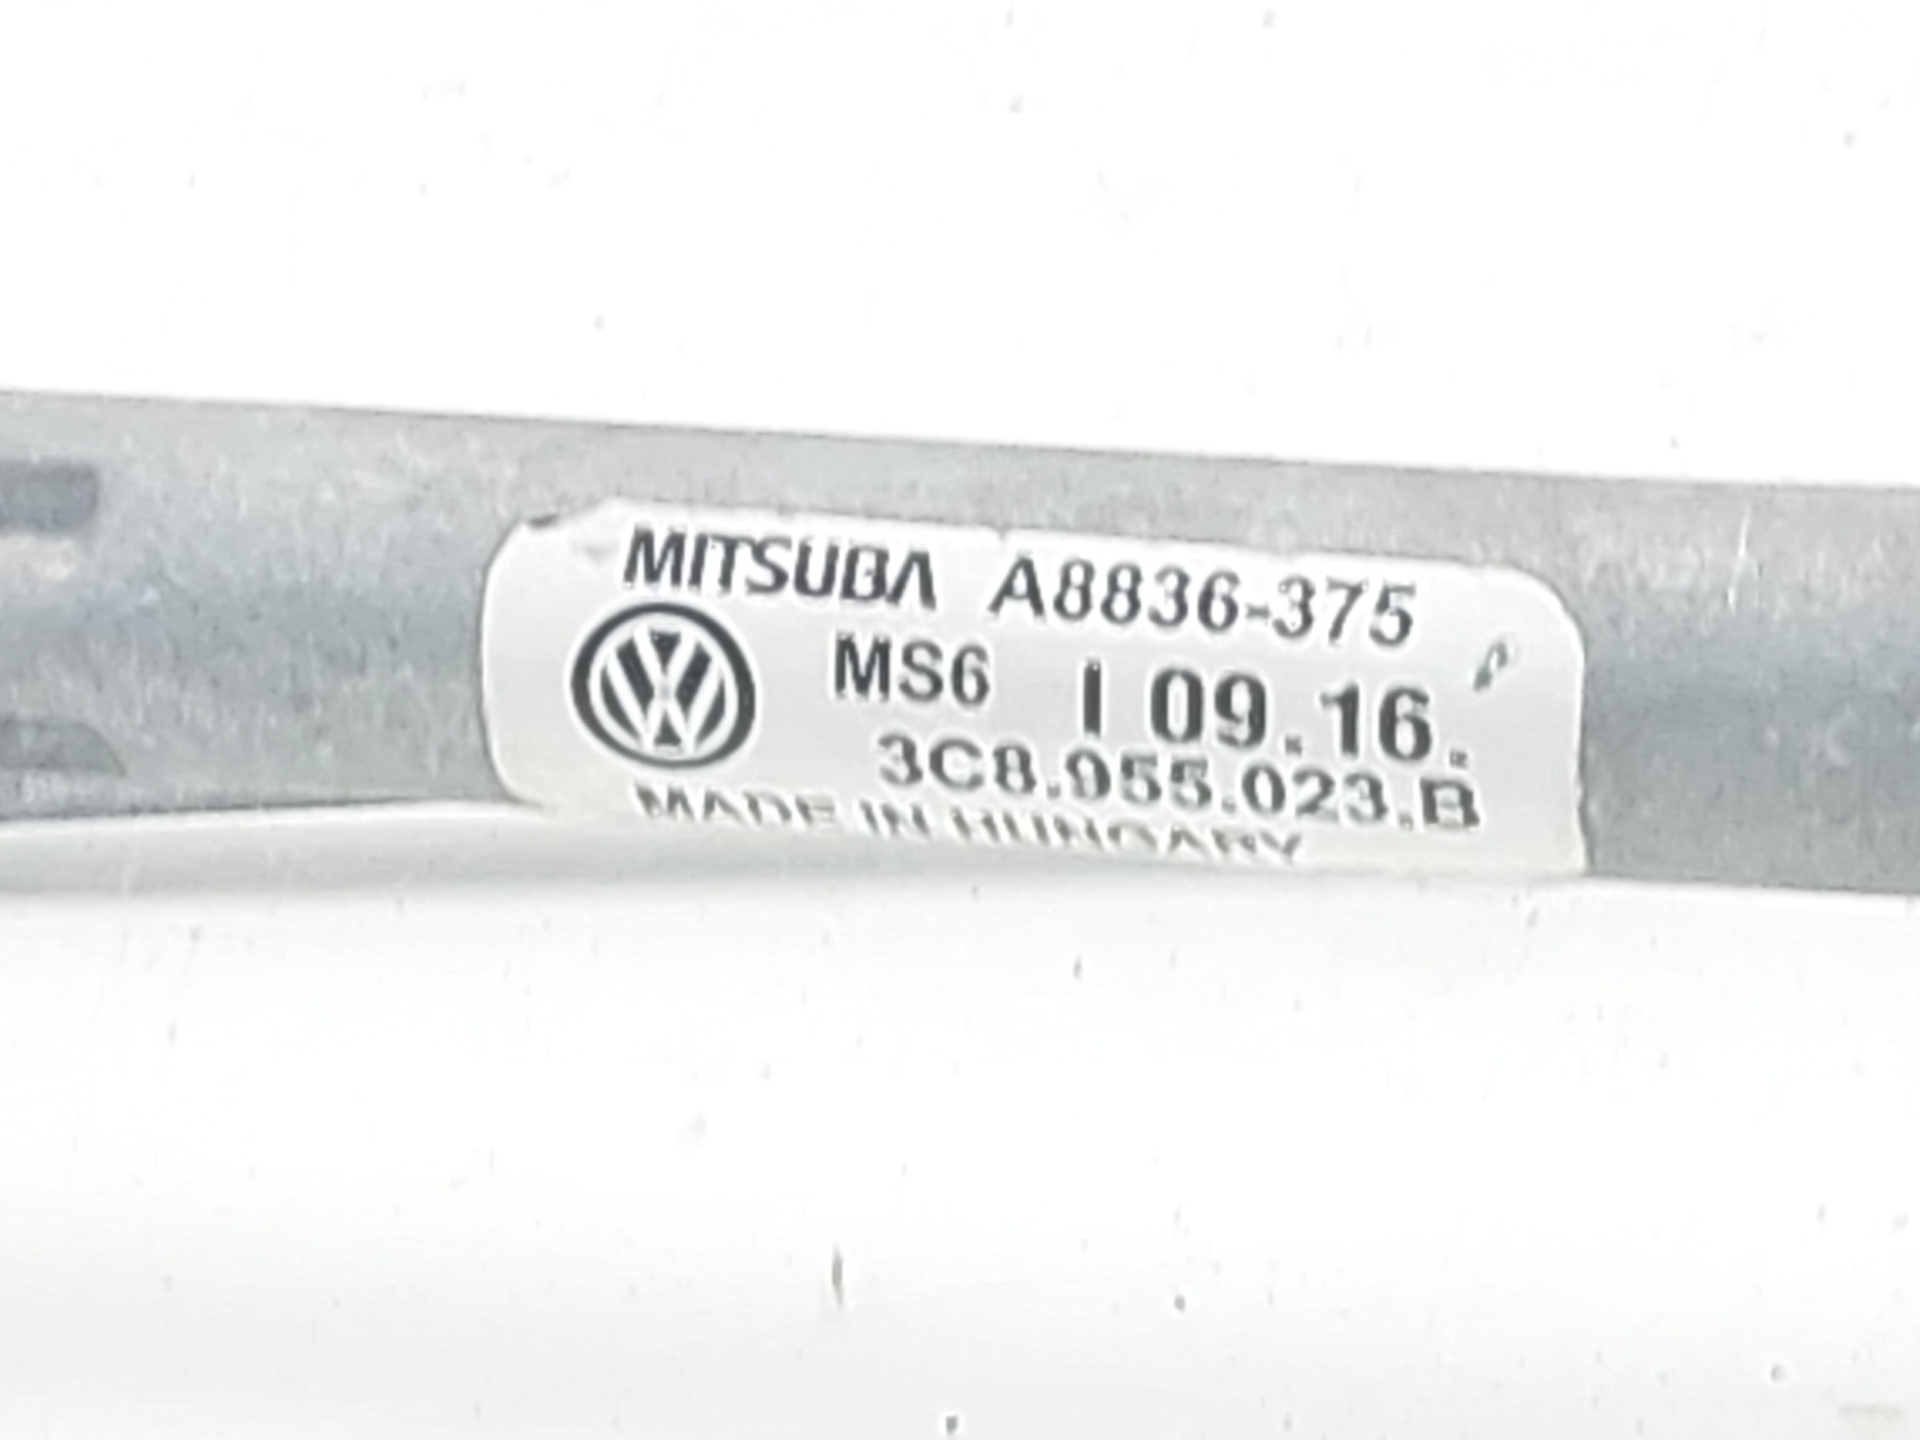 MITSUBA A8836-375
MS6 I 09.16.
3C8.955.023.B
MADE IN HUNGARY